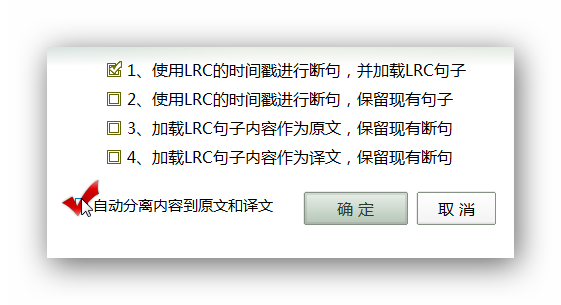 1、使用LRC的时间戳进行断句，并加载LRC句子
2、使用LRC的时间戳进行断句，保留现有句子
3、加载LRC句子内容作为原文，保留现有断句
4、加载LRC句子内容作为译文，保留现有断句
自动分离内容到原文和译文
确 定
取 消